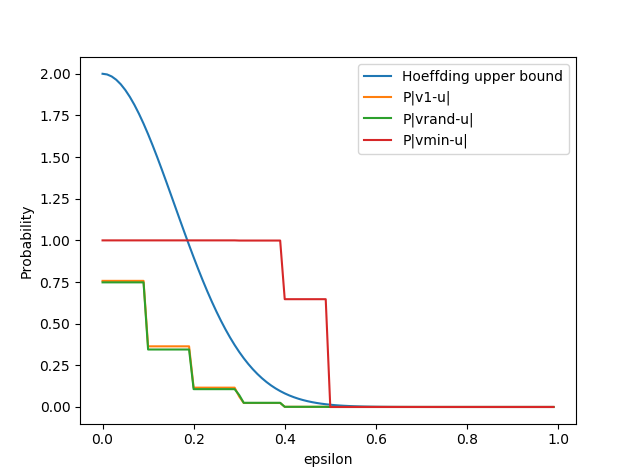 Hoeffding upper bound
P|v1-u|
P|vrand-u|
P|vmin-u|
2.00
1.75
1.50
1.25
1.00
0.75
0.50
0.25
0.00
Probability
0.0 0.2 0.4 0.6 0.8 1.0
epsilon